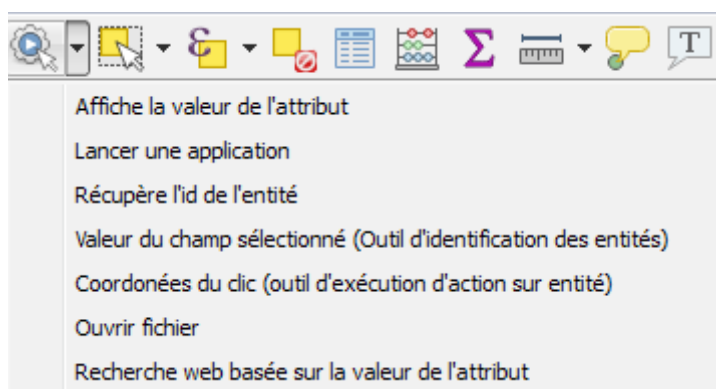 Affiche la valeur de l'attribut
Lancer une application
Récupère l'id de l'entité
Valeur du champ sélectionné (Outil d'identification des entités)
Coordonées du clic (outil d'exécution d'action sur entité)
Ouvrir fichier
Recherche web basée sur la valeur de l'attribut